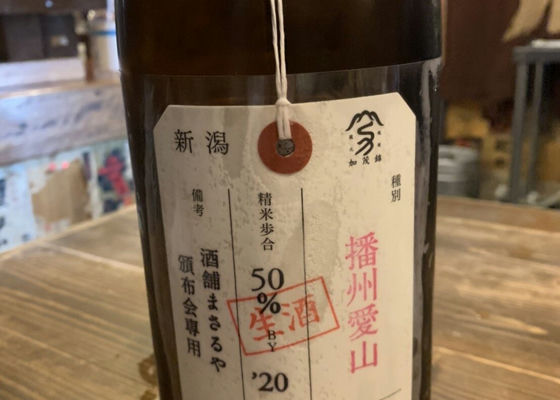 新潟
加茂錦
種別
播州愛山
精米歩合
50
%
BY
'20
生酒
備考
酒舗まさるや
頒布会専用